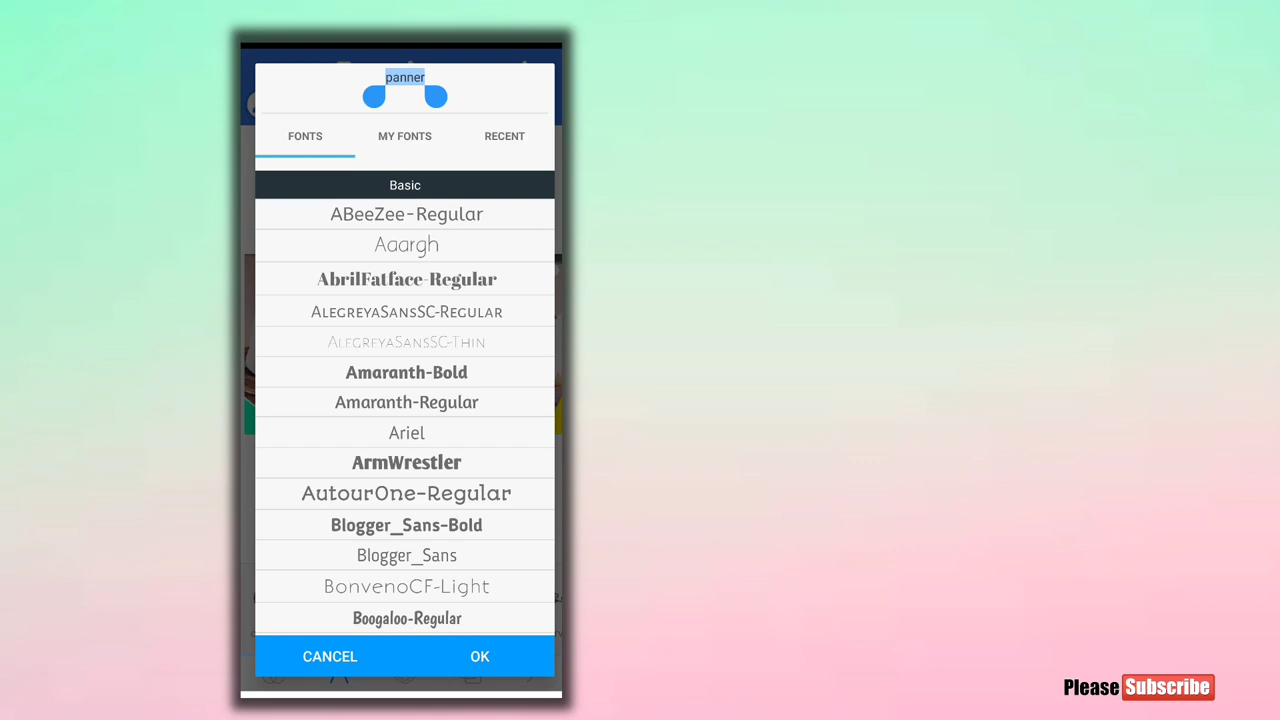 panner
FONTS MY FONTS RECENT
Basic
ABeeZee-Regular
Aaargh
AbrilFatface-Regular
AlegreyaSansSC-Regular
AlegreyaSansSC-Thin
Amaranth-Bold
Amaranth-Regular
Ariel
ArmWrestler
AutourOne-Regular
Blogger_Sans-Bold
Blogger_Sans
BonvenoCF-Light
Boogaloo-Regular
CANCEL OK
Please Subscribe